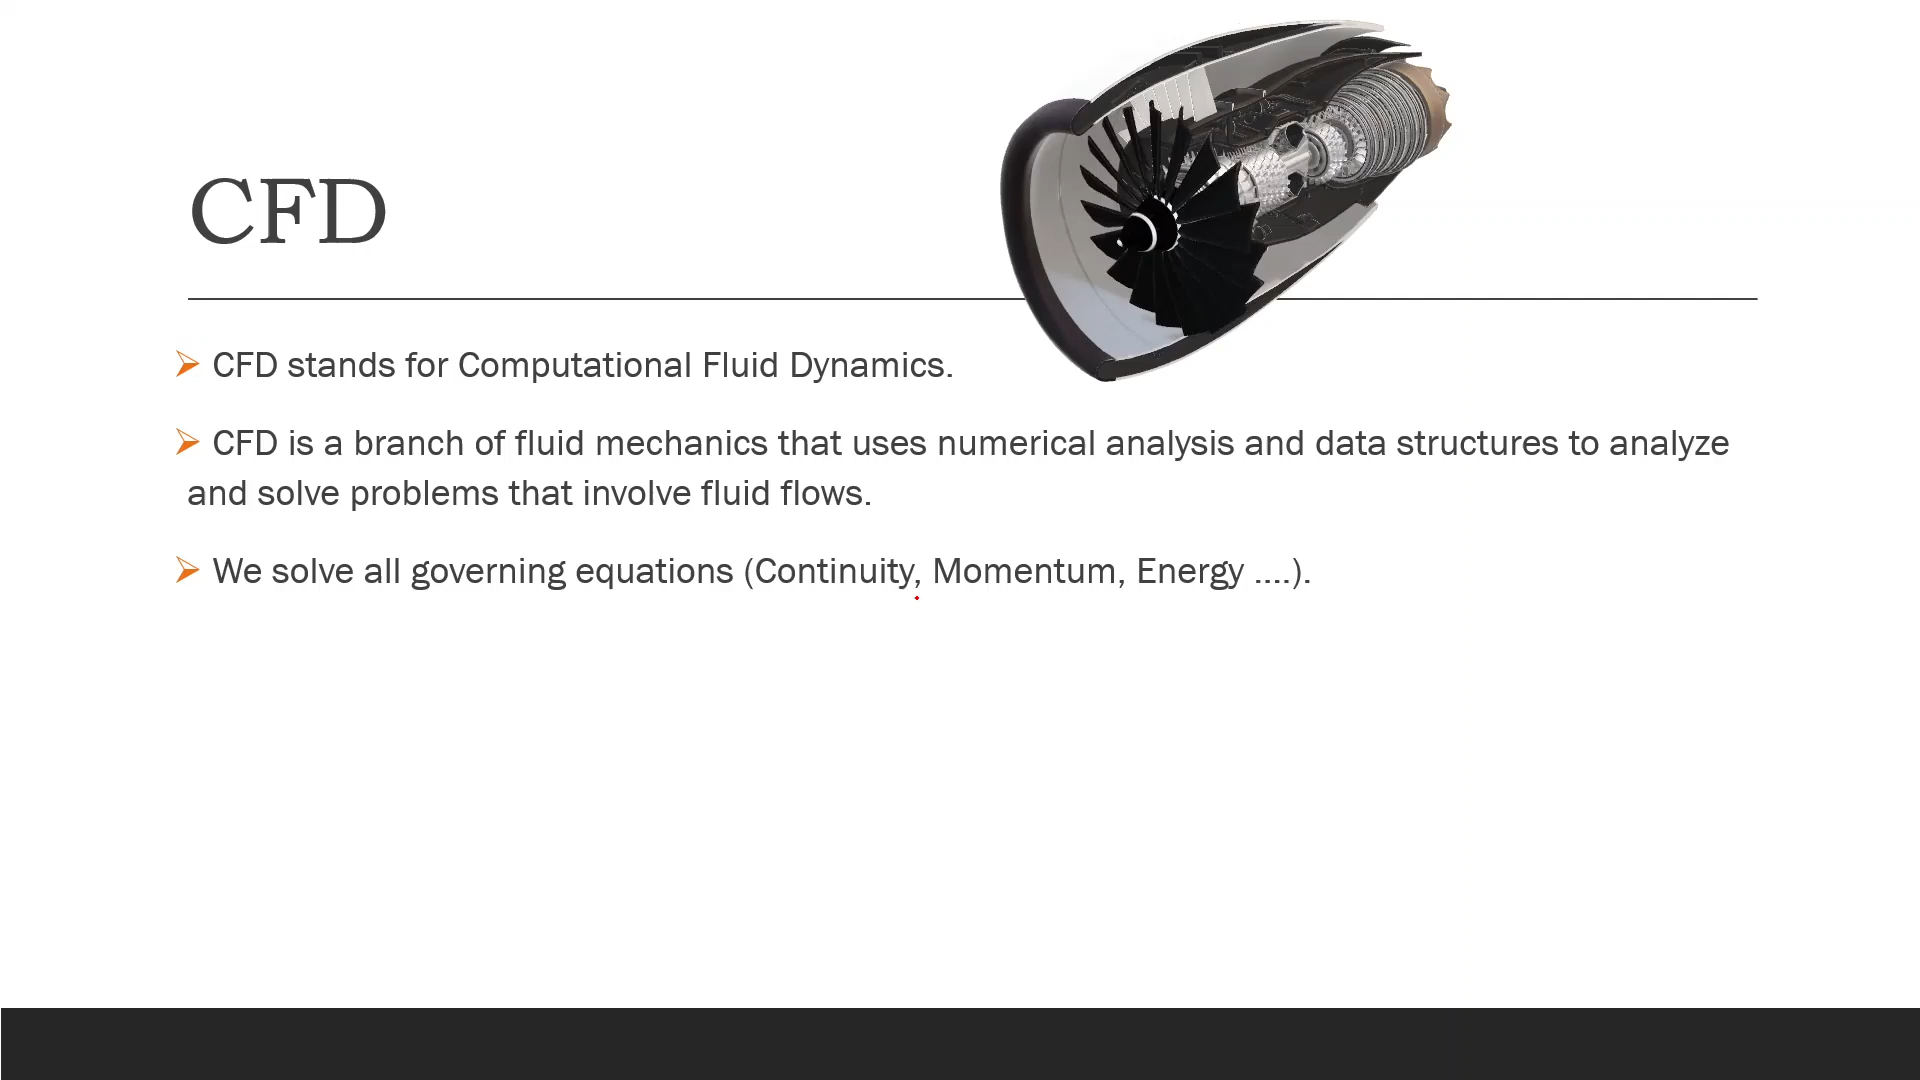 CFD
CFD stands for Computational Fluid Dynamics.
CFD is a branch of fluid mechanics that uses numerical analysis and data structures to analyze
and solve problems that involve fluid flows.
We solve all governing equations (Continuity, Momentum, Energy ....).